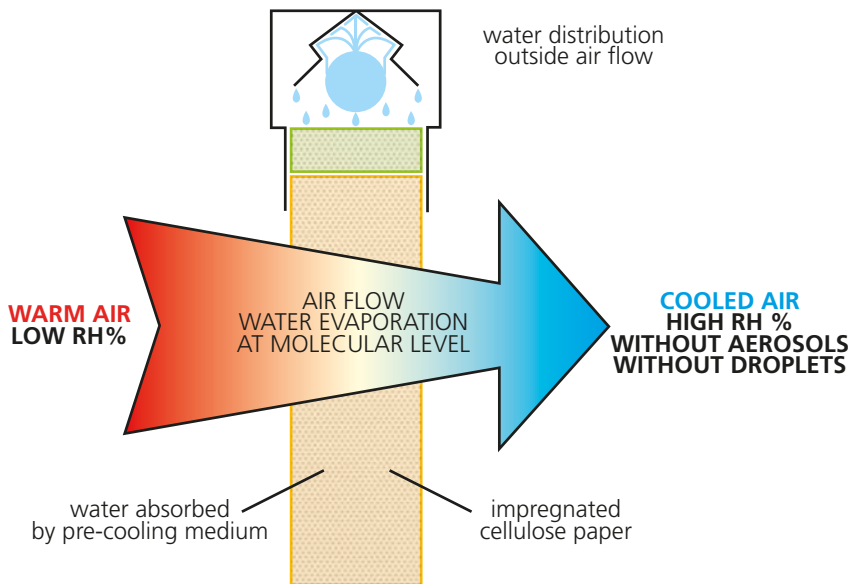 water distribution
outside air flow
WARM AIR
LOW RH%
AIR FLOW
WATER EVAPORATION
AT MOLECULAR LEVEL
COOLED AIR
HIGH RH %
WITHOUT AEROSOLS
WITHOUT DROPLETS
water absorbed
by pre-cooling medium
impregnated
cellulose paper